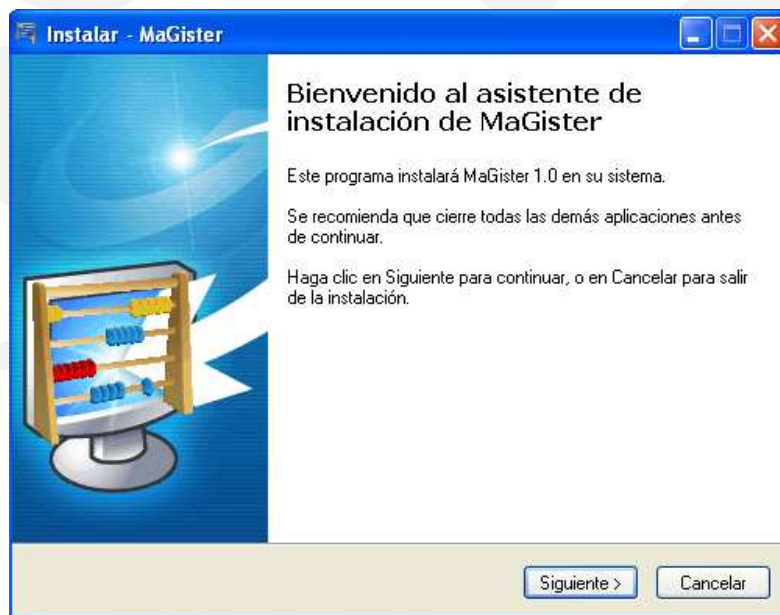 Instalar - MaGister
Bienvenido al asistente de
instalación de MaGister
Este programa instalará MaGister 1.0 en su sistema.
Se recomienda que cierre todas las demás aplicaciones antes
de continuar.
Haga clic en Siguiente para continuar, o en Cancelar para salir
de la instalación.
Siguiente >
Cancelar